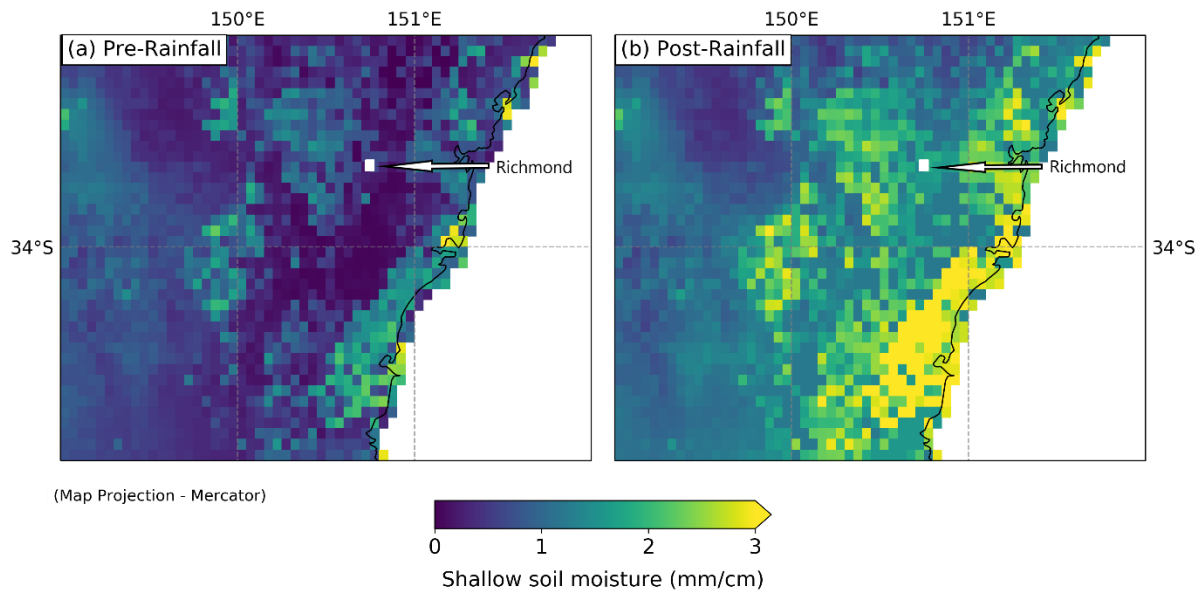 150°E 151°E 150°E 151°E
(a) Pre-Rainfall (b) Post-Rainfall
Richmond Richmond
34°S 34°S
(Map Projection - Mercator)
0 1 2 3
Shallow soil moisture (mm/cm)